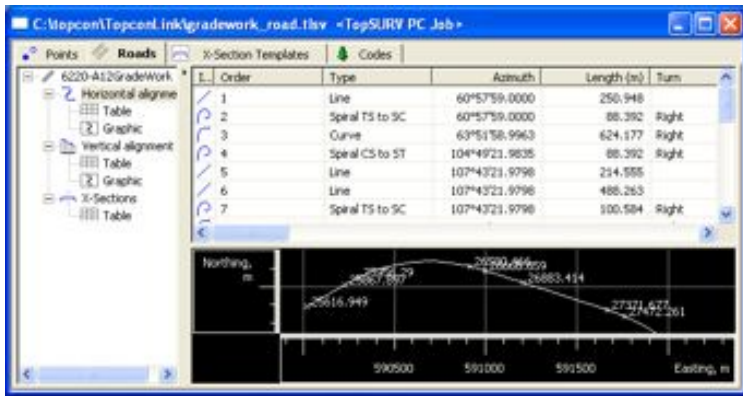 C:\topcon\TopconLink\gradework_road.tlsv <TopSURV PC Job>
Points Roads X-Section Templates Codes
6220-A12GradeWork
Horizontal alignme
Table
Graphic
Vertical alignment
Table
Graphic
X-Sections
Table
I... Order Type Azimuth Length (m) Turn
1 Line 60°57'59.0000 250.948
2 Spiral TS to SC 60°57'59.0000 88.392 Right
3 Curve 63°51'58.9963 624.177 Right
4 Spiral CS to ST 104°49'21.9835 88.392 Right
5 Line 107°43'21.9798 214.555
6 Line 107°43'21.9798 488.263
7 Spiral TS to SC 107°43'21.9798 100.584 Right
Northing, m
25616.949
26883.414
27371.677
27472.261
590500 591000 591500 Easting, m